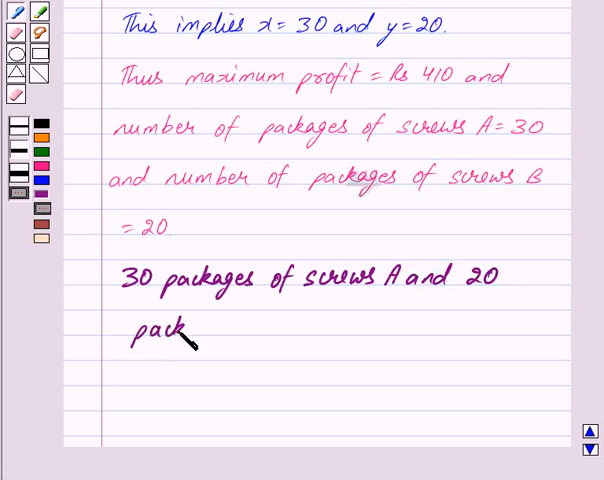 This implies x = 30 and y = 20.
Thus maximum profit = Rs 410 and
number of packages of screws A = 30
and number of packages of screws B
= 20
30 packages of screws A and 20
pack